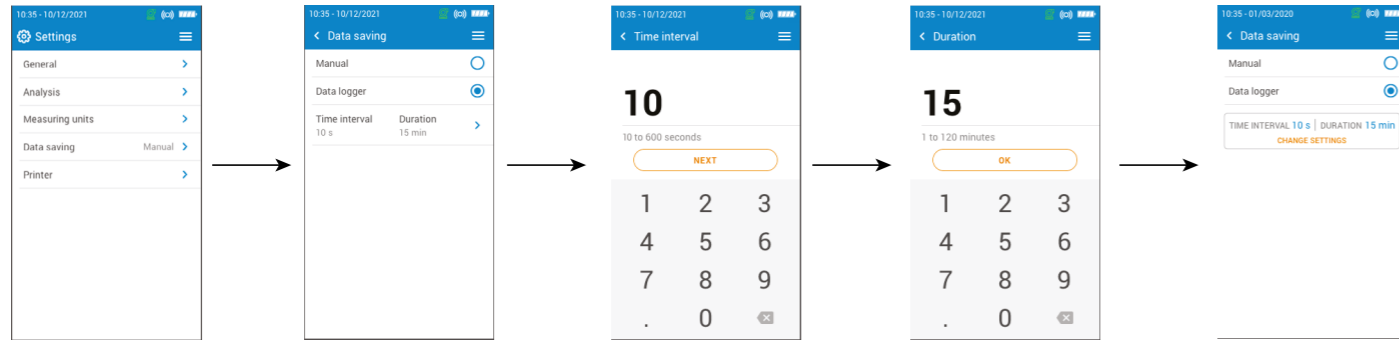 10:35 - 10/12/2021
Settings
General
Analysis
Measuring units
Data saving Manual
Printer
10:35 - 10/12/2021
Data saving
Manual
Data logger
Time interval Duration
10 s 15 min
10:35 - 10/12/2021
Time interval
10
10 to 600 seconds
NEXT
1 2 3
4 5 6
7 8 9
. 0
10:35 - 10/12/2021
Duration
15
1 to 120 minutes
OK
1 2 3
4 5 6
7 8 9
. 0
10:35 - 01/03/2020
Data saving
Manual
Data logger
TIME INTERVAL 10 s | DURATION 15 min
CHANGE SETTINGS